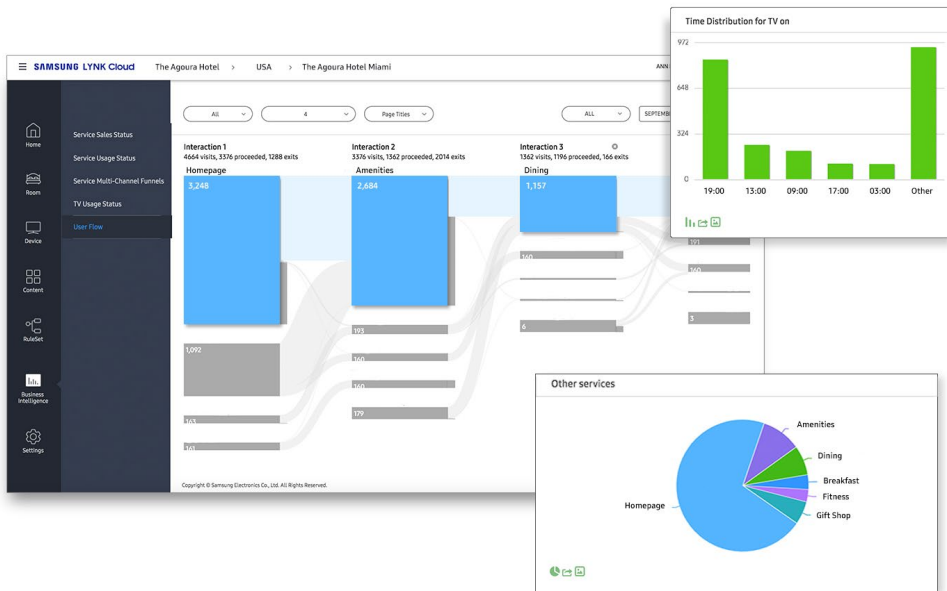 SAMSUNG LYNK Cloud
The Agoura Hotel > USA > The Agoura Hotel Miami
ANN
All
4
Page Titles
ALL
SEPTEMB
Home
Room
Device
Content
RuleSet
Business
Intelligence
Settings
Service Sales Status
Service Usage Status
Service Multi-Channel Funnels
TV Usage Status
User Flow
Interaction 1
4664 visits, 3376 proceeded, 1288 exits
Homepage
3,248
1,092
163
161
Interaction 2
3376 visits, 1362 proceeded, 2014 exits
Amenities
2,684
193
160
160
179
Interaction 3
1362 visits, 1196 proceeded, 166 exits
Dining
1,157
160
6
191
360
3
Copyright © Samsung Electronics Co., Ltd. All Rights Reserved.
Time Distribution for TV on
972
648
324
0
19:00 13:00 09:00 17:00 03:00 Other
Other services
Amenities
Dining
Breakfast
Fitness
Gift Shop
Homepage